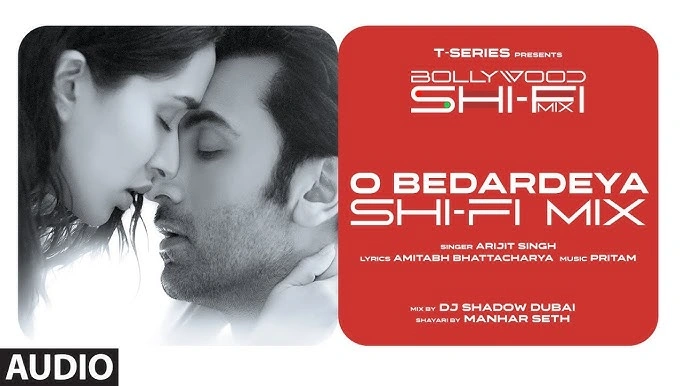 T-SERIES PRESENTS
BOLLYWOOD
SHI-FI
MIX
O BEDARDEYA
SHI-FI MIX
SINGER ARIJIT SINGH
LYRICS AMITABH BHATTACHARYA MUSIC PRITAM
MIX BY DJ SHADOW DUBAI
SHAYARI BY MANHAR SETH
AUDIO